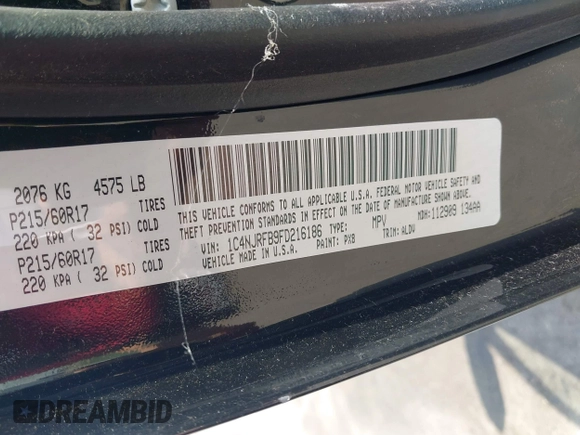 2076 KG 4575 LB
P215/60R17 TIRES
220 KPA ( 32 PSI) COLD
P215/60R17 TIRES
220 KPA ( 32 PSI) COLD
THIS VEHICLE CONFORMS TO ALL APPLICABLE U.S.A. FEDERAL MOTOR VEHICLE SAFETY AND
THEFT PREVENTION STANDARDS IN EFFECT ON THE DATE OF MANUFACTURE SHOWN ABOVE.
VIN: 1C4NJRFB9FD216186 TYPE: MPV MDH:112909 134AA
VEHICLE MADE IN U.S.A. PAINT: PX8 TRIM: ALDV
DREAMBID